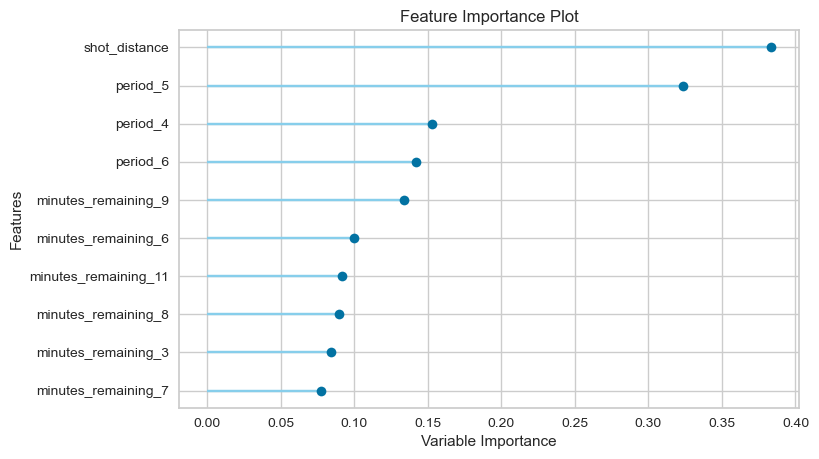 Feature Importance Plot
Features
shot_distance
period_5
period_4
period_6
minutes_remaining_9
minutes_remaining_6
minutes_remaining_11
minutes_remaining_8
minutes_remaining_3
minutes_remaining_7
0.00 0.05 0.10 0.15 0.20 0.25 0.30 0.35 0.40
Variable Importance